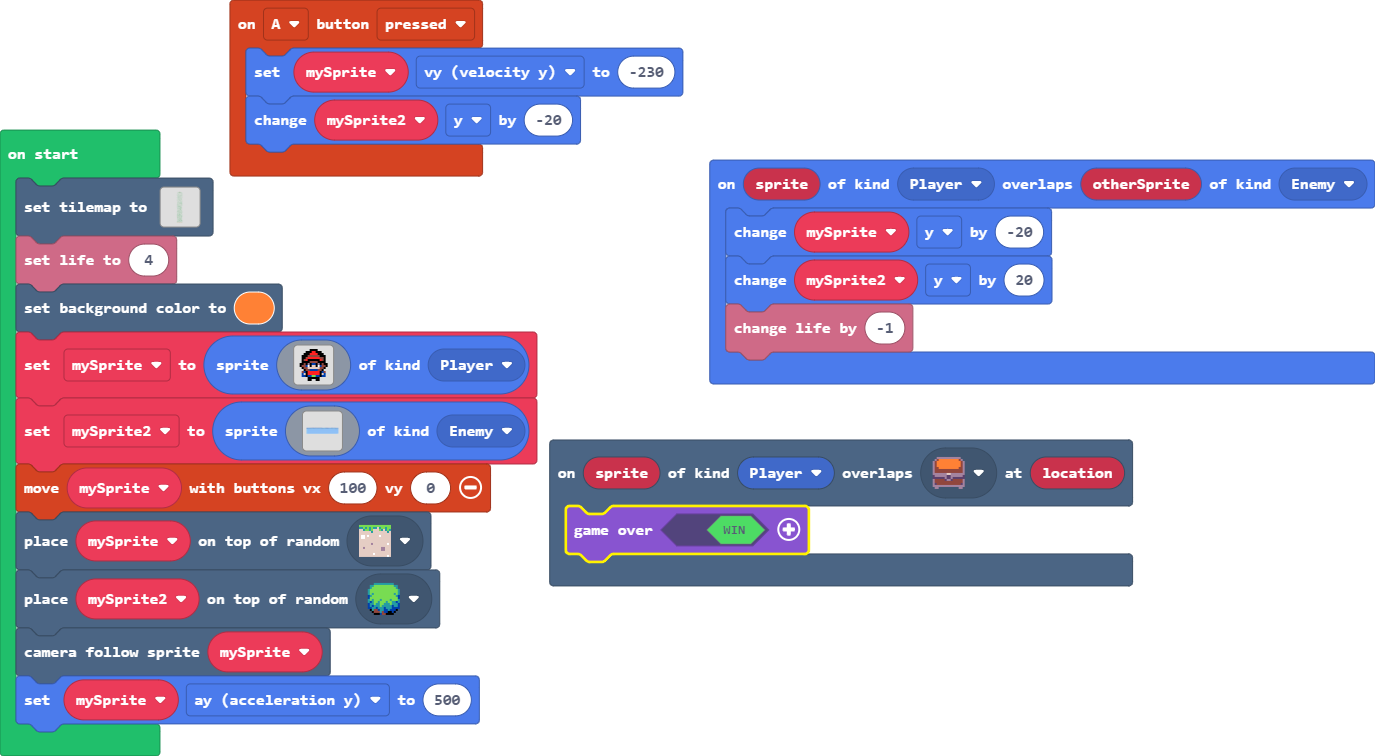 on A button pressed
set mySprite vy (velocity y) to -230
change mySprite2 y by -20
on start
set tilemap to
set life to 4
set background color to
set mySprite to sprite of kind Player
set mySprite2 to sprite of kind Enemy
move mySprite with buttons vx 100 vy 0
place mySprite on top of random
place mySprite2 on top of random
camera follow sprite mySprite
set mySprite ay (acceleration y) to 500
on sprite of kind Player overlaps otherSprite of kind Enemy
change mySprite y by -20
change mySprite2 y by 20
change life by -1
on sprite of kind Player overlaps at location
game over WIN